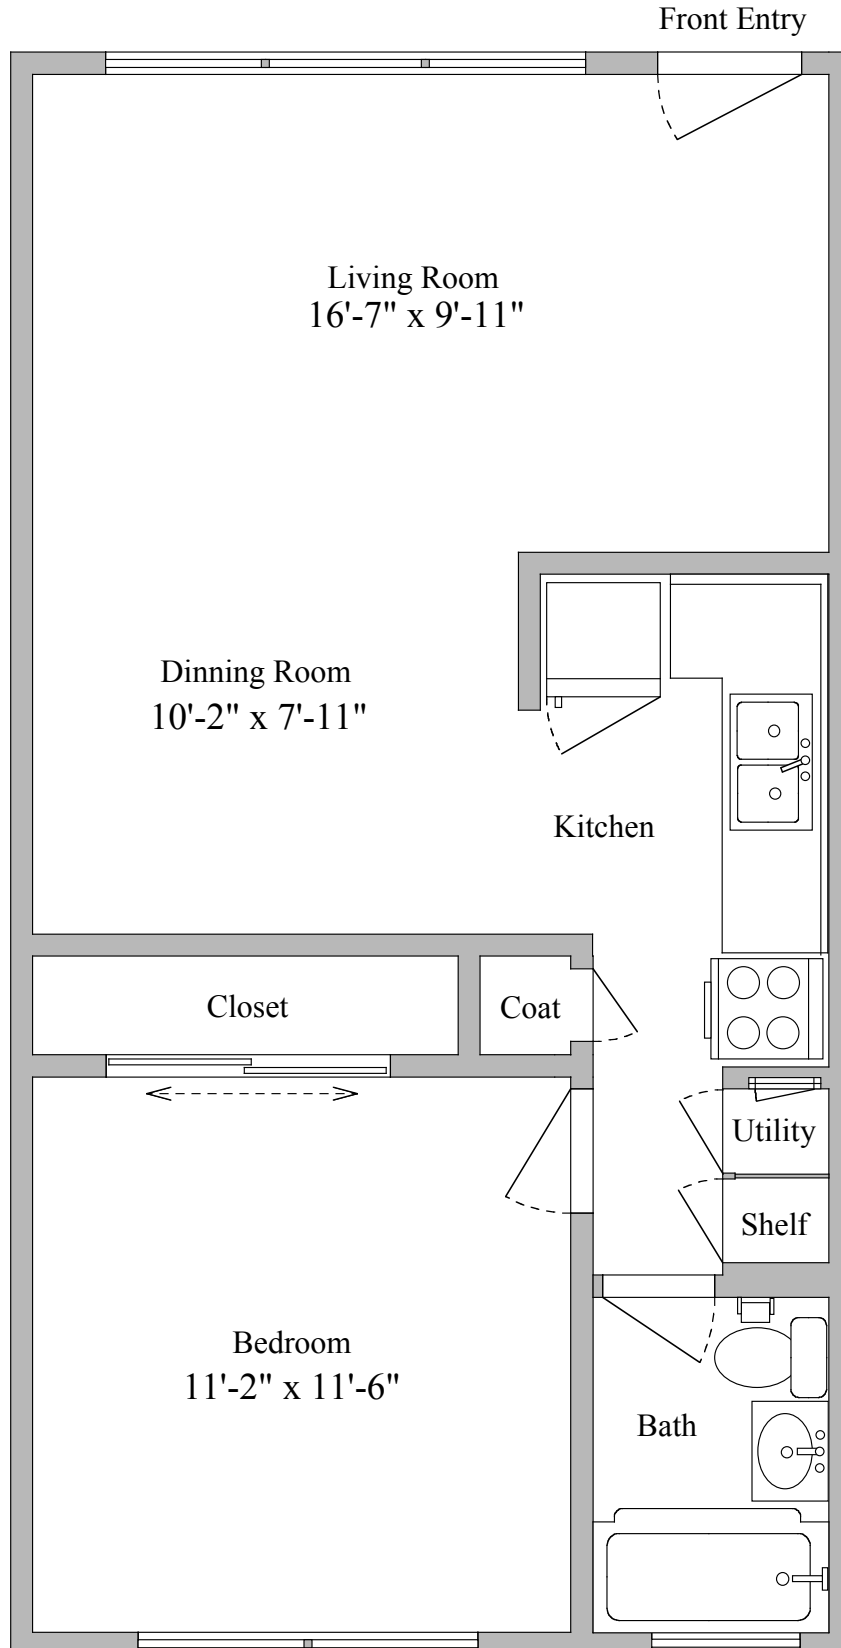 Front Entry
Living Room
16'-7" x 9'-11"
Dinning Room
10'-2" x 7'-11"
Kitchen
Closet
Coat
Utility
Shelf
Bedroom
11'-2" x 11'-6"
Bath